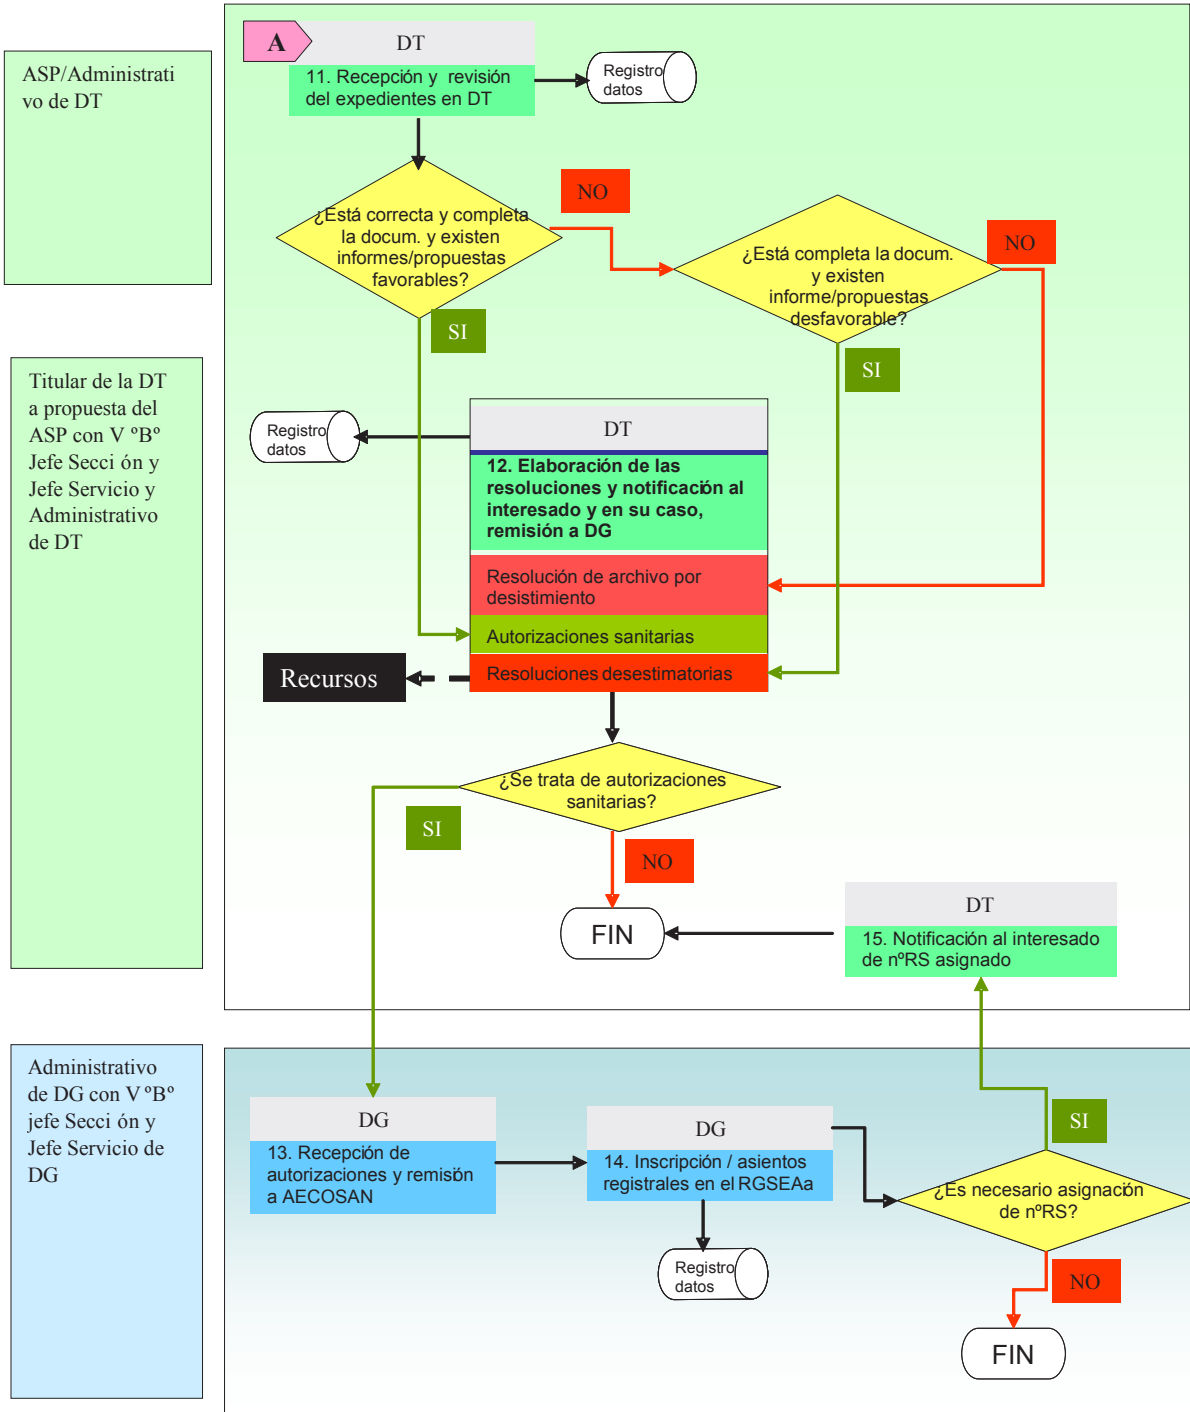 A
DT
11. Recepción y revisión
del expedientes en DT
Registro
datos
ASP/Administrati
vo de DT
NO
¿Está correcta y completa
la docum. y existen
informes/propuestas
favorables?
NO
¿Está completa la docum.
y existen
informe/propuestas
desfavorable?
SI
SI
Titular de la DT
a propuesta del
ASP con V ºBº
Jefe Secci ón y
Jefe Servicio y
Administrativo
de DT
Registro
datos
DT
12. Elaboración de las
resoluciones y notificación al
interesado y en su caso,
remisión a DG
Resolución de archivo por
desistimiento
Autorizaciones sanitarias
Resoluciones desestimatorias
Recursos
¿Se trata de autorizaciones
sanitarias?
SI
NO
FIN
DT
15. Notificación al interesado
de nºRS asignado
Administrativo
de DG con V ºBº
jefe Secci ón y
Jefe Servicio de
DG
DG
13. Recepción de
autorizaciones y remisión
a AECOSAN
DG
14. Inscripción / asientos
registrales en el RGSEAa
SI
¿Es necesario asignación
de nºRS?
Registro
datos
NO
FIN